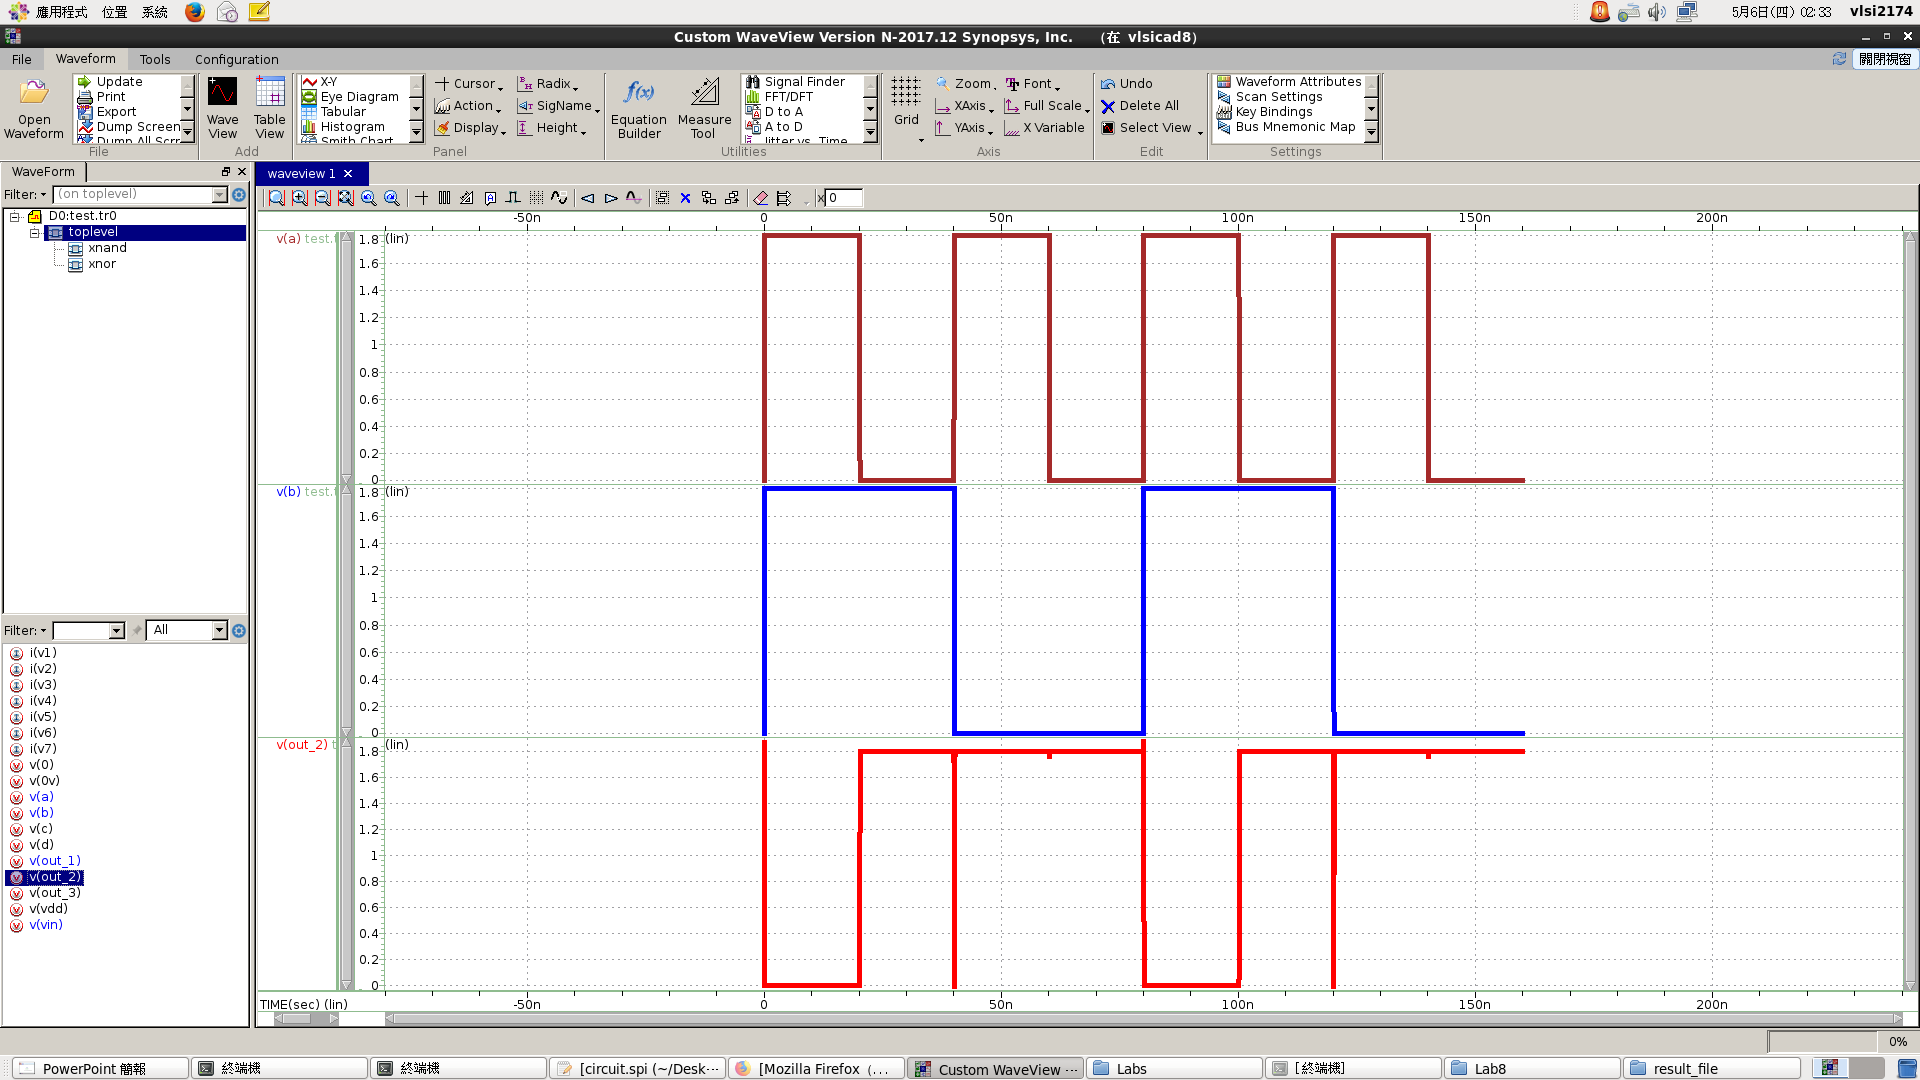 應用程式 位置 系統 5月6日(四) 02:33 vlsi2174
Custom WaveView Version N-2017.12 Synopsys, Inc. (在 vlsicad8)
File Waveform Tools Configuration 關閉視窗
Open Waveform
Update
Print
Export
Dump Screen
Dump All Scr
File
Wave View
Table View
Add
X-Y
Eye Diagram
Tabular
Histogram
Smith Chart
Panel
Cursor
Action
Display
Radix
SigName
Height
Equation Builder
Measure Tool
Signal Finder
FFT/DFT
D to A
A to D
Jitter vs. Time
Utilities
Grid
Zoom
XAxis
YAxis
Font
Full Scale
X Variable
Axis
Undo
Delete All
Select View
Edit
Waveform Attributes
Scan Settings
Key Bindings
Bus Mnemonic Map
Settings
WaveForm
Filter: (on toplevel)
D0:test.tr0
toplevel
xnand
xnor
Filter: All
i(v1)
i(v2)
i(v3)
i(v4)
i(v5)
i(v6)
i(v7)
v(0)
v(0v)
v(a)
v(b)
v(c)
v(d)
v(out_1)
v(out_2)
v(out_3)
v(vdd)
v(vin)
waveview 1
x 0
-50n 0 50n 100n 150n 200n
v(a) test. 1.8 (lin)
1.6
1.4
1.2
1
0.8
0.6
0.4
0.2
0
v(b) test. 1.8 (lin)
1.6
1.4
1.2
1
0.8
0.6
0.4
0.2
0
v(out_2) t (lin)
1.8
1.6
1.4
1.2
1
0.8
0.6
0.4
0.2
0
TIME(sec) (lin) -50n 0 50n 100n 150n 200n
0%
PowerPoint 簡報 終端機 終端機 [circuit.spi (~/Desk-... [Mozilla Firefox (... Custom WaveView ... Labs [終端機] Lab8 result_file